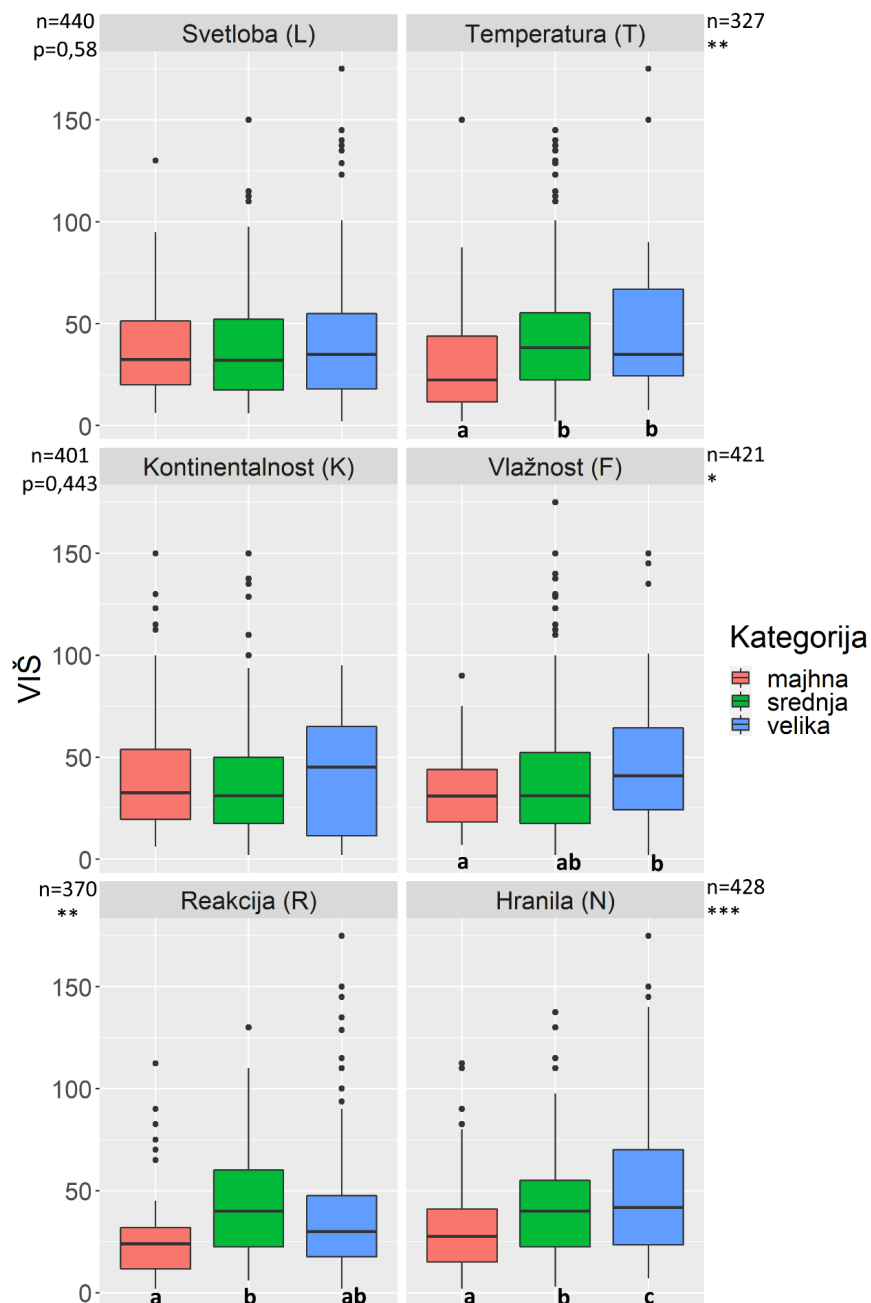 n=440
p=0,58
Svetloba (L)
Temperatura (T)
n=327
**
150
100
50
0
a
b
b
n=401
p=0,443
Kontinentalnost (K)
Vlažnost (F)
n=421
*
150
100
50
0
a
ab
b
VIŠ
Kategorija
majhna
srednja
velika
n=370
**
Reakcija (R)
Hranila (N)
n=428
***
150
100
50
0
a
b
ab
a
b
c